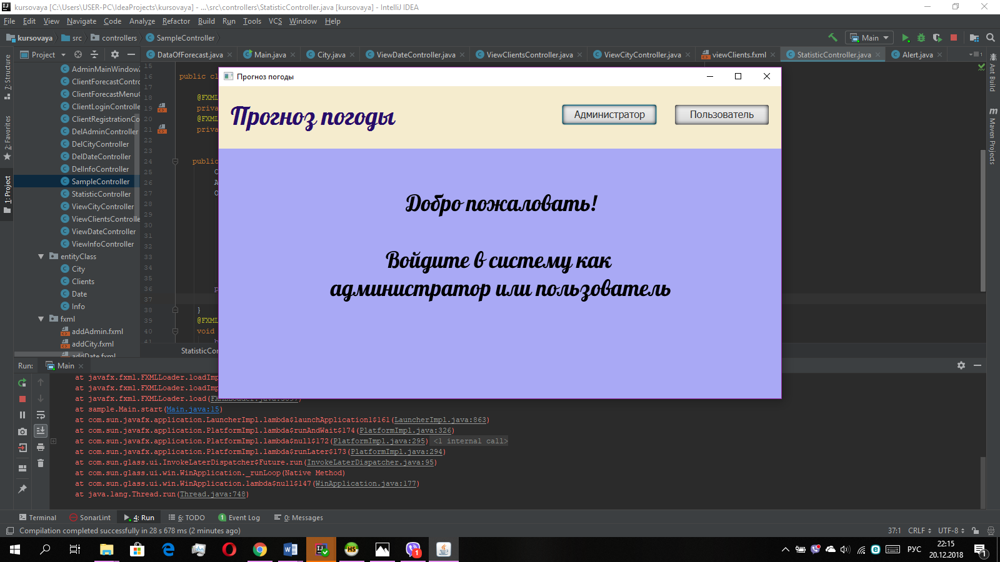 kursovaya [C:\Users\USER-PC\IdeaProjects\kursovaya] - ...\src\controllers\StatisticController.java [kursovaya] - IntelliJ IDEA
File Edit View Navigate Code Analyze Refactor Build Run Tools VCS Window Help
kursovaya src controllers SampleController Main
Project DataOfForecast.java Main.java City.java ViewDateController.java ViewClientsController.java ViewCityController.java viewClients.fxml StatisticController.java Alert.java
7: Structure
2: Favorites
1: Project
Ant Build
Maven Projects
AdminMainWindow
ClientForecastContro
ClientForecastMenu
ClientLoginController
ClientRegistrationCo
DelAdminController
DelCityController
DelDateController
DelInfoController
SampleController
StatisticController
ViewCityController
ViewClientsControlle
ViewDateController
ViewInfoController
entityClass
City
Clients
Date
Info
fxml
addAdmin.fxml
addCity.fxml
addDate.fxml
15
16 public cl
17
18 @FXML
19 priva
20 @FXML
21 priva
22
23
24 public
25 C
26 A
27 O
28
29
30
31
32
33
34
35
36 p
37
38 }
39 @FXML
40 void
41
StatisticCon
Прогноз погоды
Прогноз погоды
Администратор Пользователь
Добро пожаловать!
Войдите в систему как
администратор или пользователь
Run: Main
at javafx.fxml.FXMLLoader.loadImp
at javafx.fxml.FXMLLoader.loadImp
at javafx.fxml.FXMLLoader.load(FXMLLoader.java:3097)
at sample.Main.start(Main.java:15)
at com.sun.javafx.application.LauncherImpl.lambda$launchApplication1$161(LauncherImpl.java:863)
at com.sun.javafx.application.PlatformImpl.lambda$runAndWait$174(PlatformImpl.java:326)
at com.sun.javafx.application.PlatformImpl.lambda$null$172(PlatformImpl.java:295) <1 internal call>
at com.sun.javafx.application.PlatformImpl.lambda$runLater$173(PlatformImpl.java:294)
at com.sun.glass.ui.InvokeLaterDispatcher$Future.run(InvokeLaterDispatcher.java:95)
at com.sun.glass.ui.win.WinApplication._runLoop(Native Method)
at com.sun.glass.ui.win.WinApplication.lambda$null$147(WinApplication.java:177)
at java.lang.Thread.run(Thread.java:748)
Terminal SonarLint 4: Run 6: TODO 1 Event Log 0: Messages
Compilation completed successfully in 28 s 678 ms (2 minutes ago) 37:1 CRLF UTF-8
РУС 22:15
20.12.2018